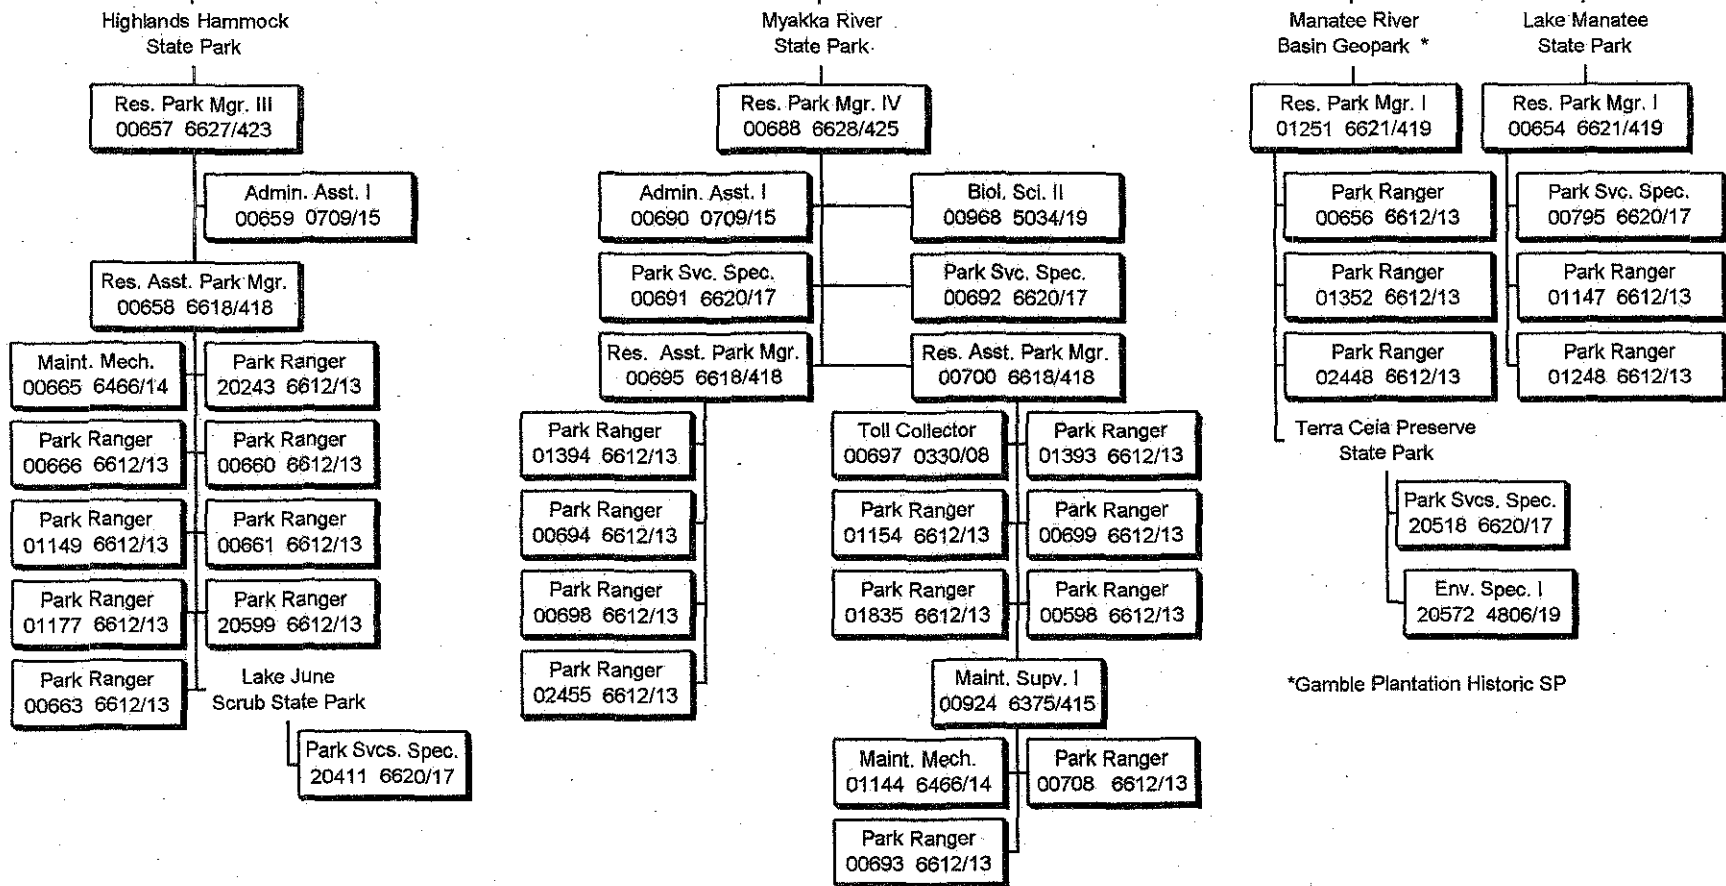 Highlands Hammock
State Park
Res. Park Mgr. III
00657 6627/423
Admin. Asst. I
00659 0709/15
Res. Asst. Park Mgr.
00658 6618/418
Maint. Mech.
00665 6466/14
Park Ranger
20243 6612/13
Park Ranger
00666 6612/13
Park Ranger
00660 6612/13
Park Ranger
01149 6612/13
Park Ranger
00661 6612/13
Park Ranger
01177 6612/13
Park Ranger
20599 6612/13
Park Ranger
00663 6612/13
Lake June
Scrub State Park
Park Svcs. Spec.
20411 6620/17
Myakka River
State Park
Res. Park Mgr. IV
00688 6628/425
Admin. Asst. I
00690 0709/15
Biol. Sci. II
00968 5034/19
Park Svc. Spec.
00691 6620/17
Park Svc. Spec.
00692 6620/17
Res. Asst. Park Mgr.
00695 6618/418
Res. Asst. Park Mgr.
00700 6618/418
Park Ranger
01394 6612/13
Park Ranger
00694 6612/13
Park Ranger
00698 6612/13
Park Ranger
02455 6612/13
Toll Collector
00697 0330/08
Park Ranger
01393 6612/13
Park Ranger
01154 6612/13
Park Ranger
00699 6612/13
Park Ranger
01835 6612/13
Park Ranger
00598 6612/13
Maint. Supv. I
00924 6375/415
Maint. Mech.
01144 6466/14
Park Ranger
00708 6612/13
Park Ranger
00693 6612/13
Manatee River
Basin Geopark *
Res. Park Mgr. I
01251 6621/419
Park Ranger
00656 6612/13
Park Ranger
01352 6612/13
Park Ranger
02448 6612/13
Terra Ceia Preserve
State Park
Park Svcs. Spec.
20518 6620/17
Env. Spec. I
20572 4806/19
*Gamble Plantation Historic SP
Lake Manatee
State Park
Res. Park Mgr. I
00654 6621/419
Park Svc. Spec.
00795 6620/17
Park Ranger
01147 6612/13
Park Ranger
01248 6612/13